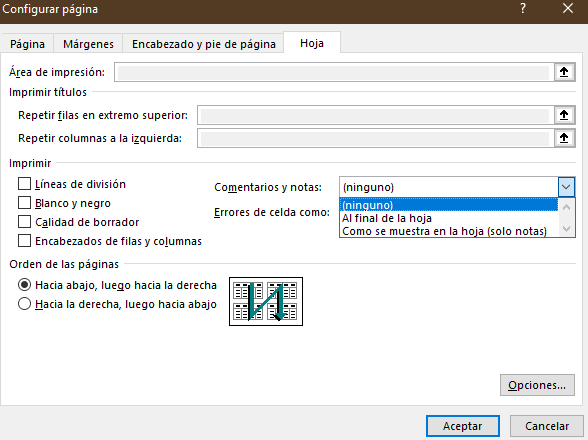 Configurar página
?
Página
Márgenes
Encabezado y pie de página
Hoja
Área de impresión:
Imprimir títulos
Repetir filas en extremo superior:
Repetir columnas a la izquierda:
Imprimir
Líneas de división
Blanco y negro
Calidad de borrador
Encabezados de filas y columnas
Comentarios y notas:
(ninguno)
Errores de celda como:
(ninguno)
Al final de la hoja
Como se muestra en la hoja (solo notas)
Orden de las páginas
Hacia abajo, luego hacia la derecha
Hacia la derecha, luego hacia abajo
Opciones...
Aceptar
Cancelar